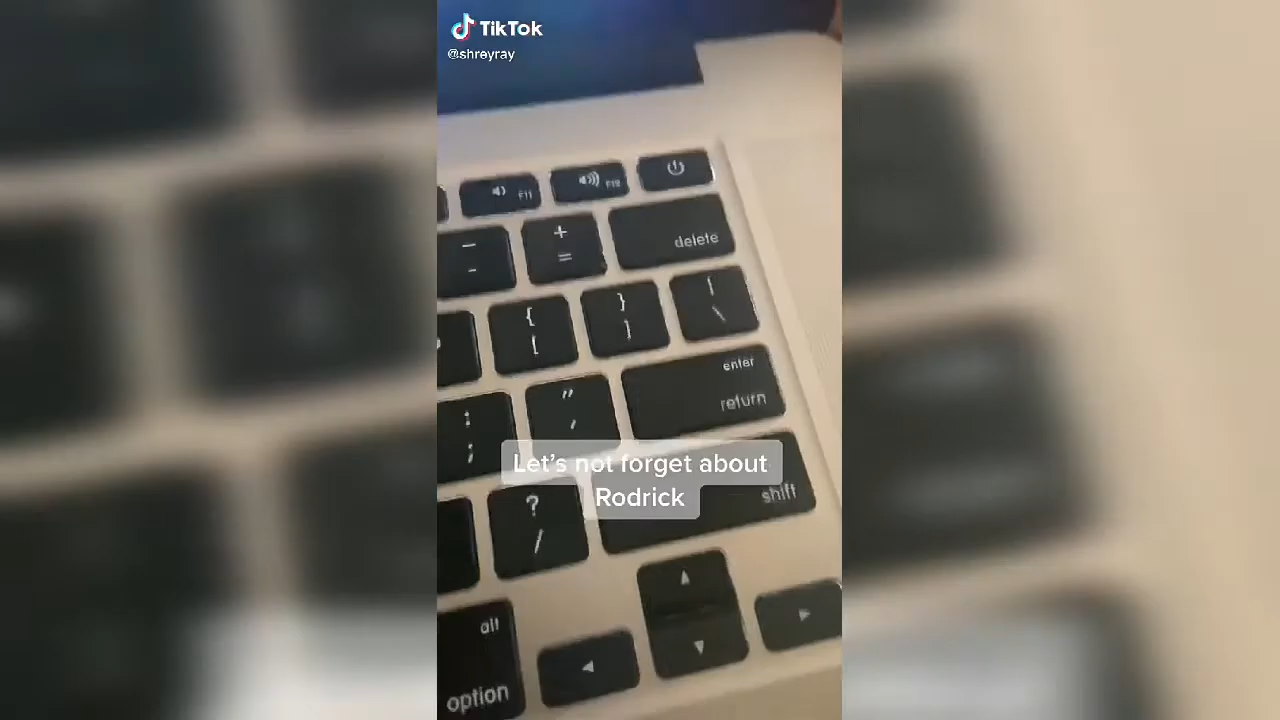 TikTok
@shreyray
F11
F12
delete
+
=
-
{
[
}
]
\
enter
return
"
'
:
;
Let's not forget about
Rodrick
shift
?
/
alt
option